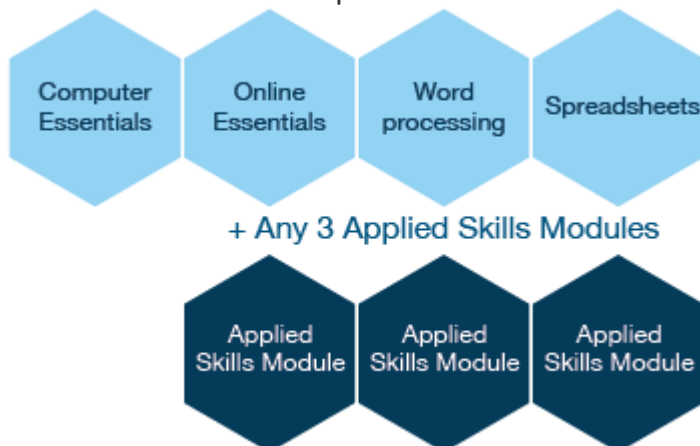 Computer
Essentials
Online
Essentials
Word
processing
Spreadsheets
+ Any 3 Applied Skills Modules
Applied
Skills Module
Applied
Skills Module
Applied
Skills Module